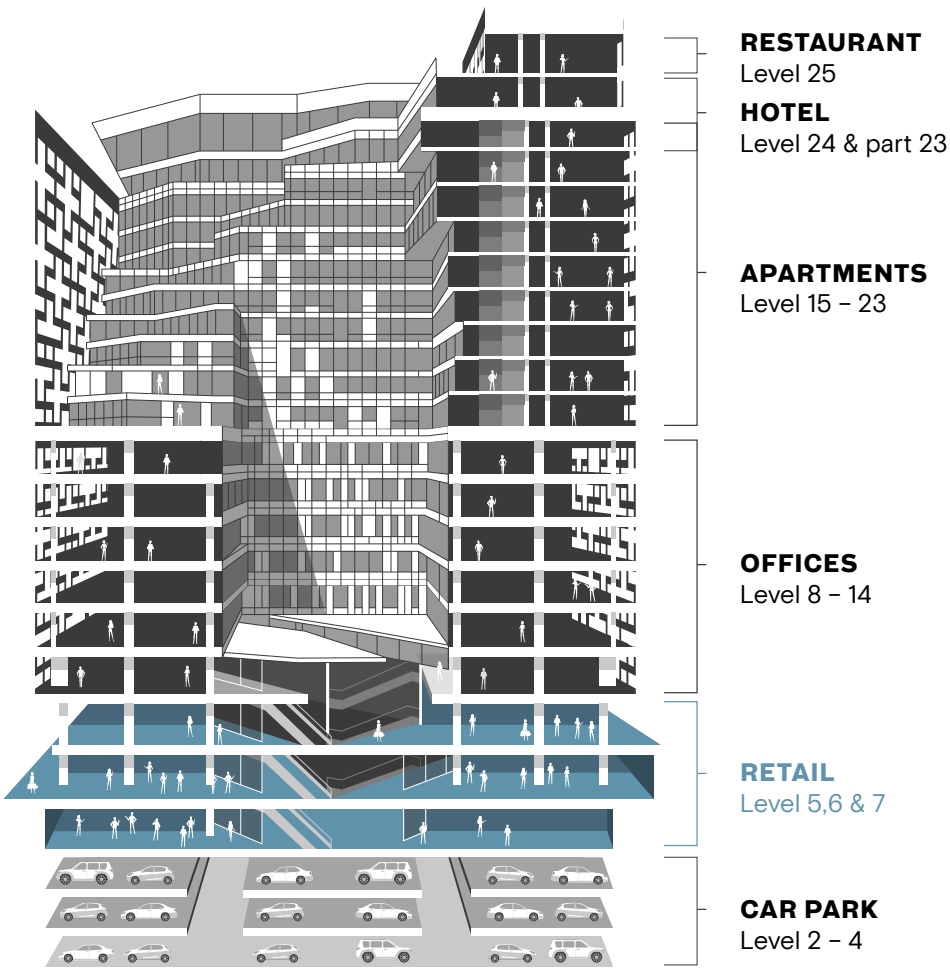 RESTAURANT
Level 25
HOTEL
Level 24 & part 23
APARTMENTS
Level 15 – 23
OFFICES
Level 8 – 14
RETAIL
Level 5,6 & 7
CAR PARK
Level 2 – 4